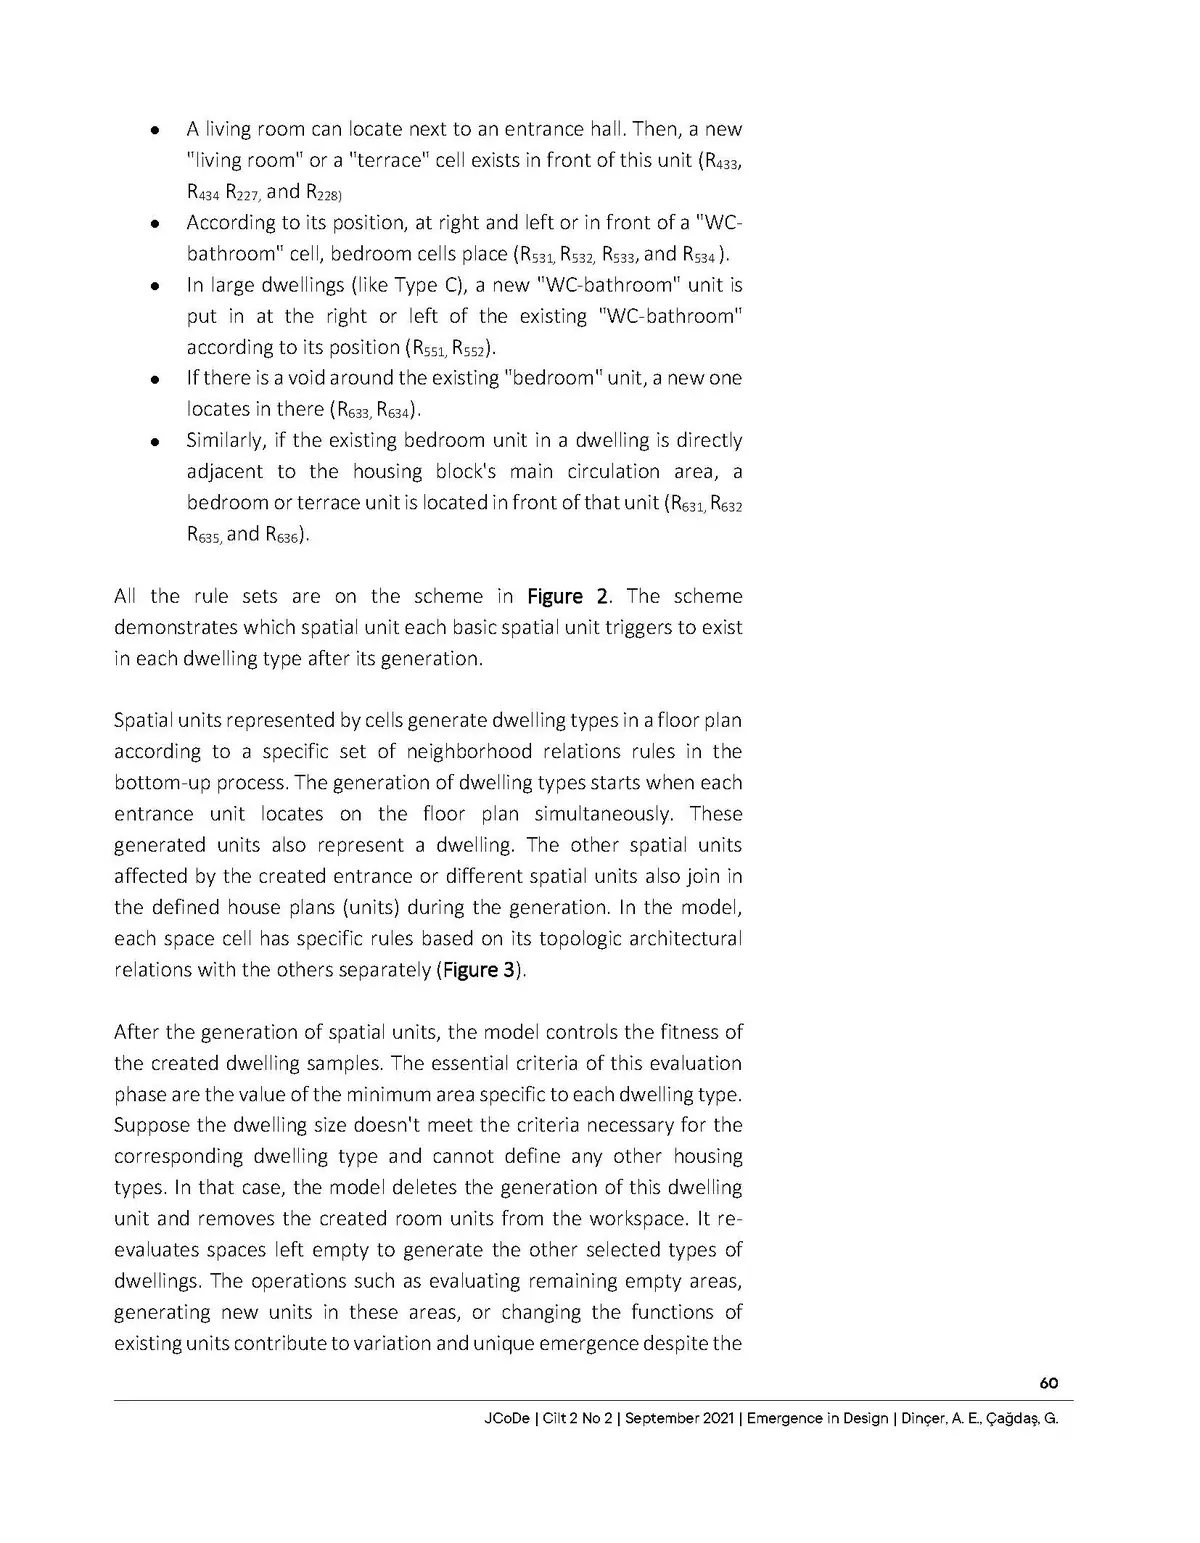 ● A living room can locate next to an entrance hall. Then, a new
"living room" or a "terrace" cell exists in front of this unit (R433,
R434 R227, and R228)
● According to its position, at right and left or in front of a "WC-
bathroom" cell, bedroom cells place (R531, R532, R533, and R534 ).
● In large dwellings (like Type C), a new "WC-bathroom" unit is
put in at the right or left of the existing "WC-bathroom"
according to its position (R551, R552).
● If there is a void around the existing "bedroom" unit, a new one
locates in there (R633, R634).
● Similarly, if the existing bedroom unit in a dwelling is directly
adjacent to the housing block's main circulation area, a
bedroom or terrace unit is located in front of that unit (R631, R632
R635, and R636).
All the rule sets are on the scheme in Figure 2. The scheme
demonstrates which spatial unit each basic spatial unit triggers to exist
in each dwelling type after its generation.
Spatial units represented by cells generate dwelling types in a floor plan
according to a specific set of neighborhood relations rules in the
bottom-up process. The generation of dwelling types starts when each
entrance unit locates on the floor plan simultaneously. These
generated units also represent a dwelling. The other spatial units
affected by the created entrance or different spatial units also join in
the defined house plans (units) during the generation. In the model,
each space cell has specific rules based on its topologic architectural
relations with the others separately (Figure 3).
After the generation of spatial units, the model controls the fitness of
the created dwelling samples. The essential criteria of this evaluation
phase are the value of the minimum area specific to each dwelling type.
Suppose the dwelling size doesn't meet the criteria necessary for the
corresponding dwelling type and cannot define any other housing
types. In that case, the model deletes the generation of this dwelling
unit and removes the created room units from the workspace. It re-
evaluates spaces left empty to generate the other selected types of
dwellings. The operations such as evaluating remaining empty areas,
generating new units in these areas, or changing the functions of
existing units contribute to variation and unique emergence despite the
60
JCoDe | Cilt 2 No 2 | September 2021 | Emergence in Design | Dinçer, A. E., Çağdaş, G.